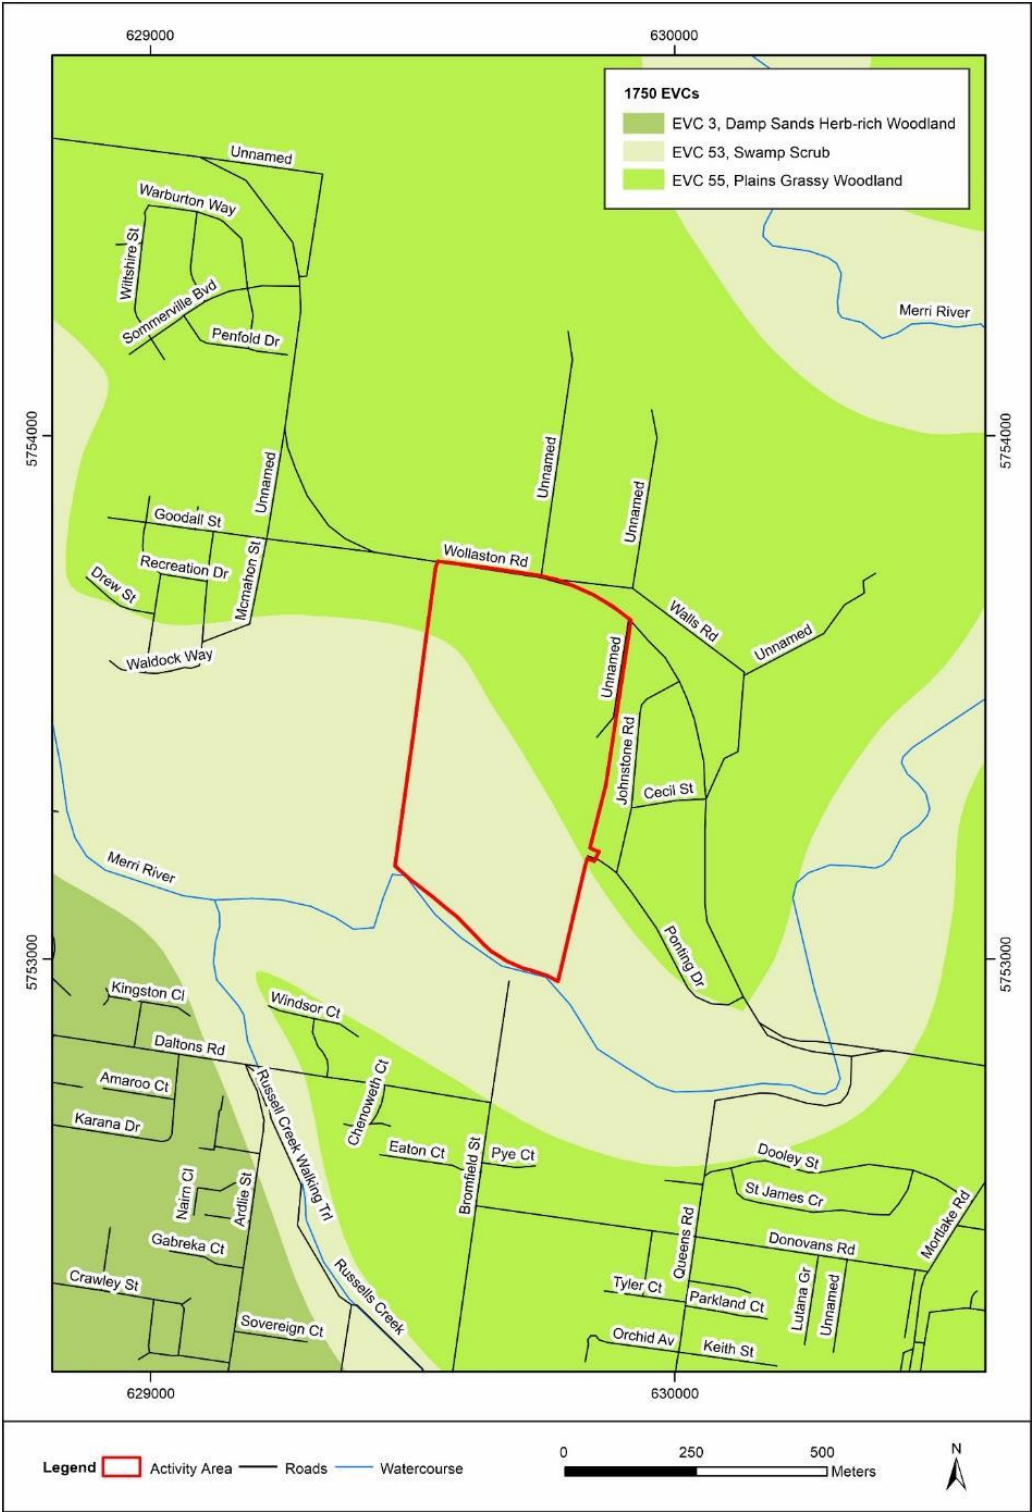 629000
630000
1750 EVCs
EVC 3, Damp Sands Herb-rich Woodland
EVC 53, Swamp Scrub
EVC 55, Plains Grassy Woodland
Unnamed
Warburton Way
Wiltshire St
Sommerville Bvd
Penfold Dr
Merri River
5754000
5754000
Unnamed
Unnamed
Unnamed
Goodall St
Wollaston Rd
Recreation Dr
Mcmahon St
Drew St
Walls Rd
Unnamed
Waldock Way
Unnamed
Johnstone Rd
Cecil St
Merri River
Ponting Dr
5753000
5753000
Kingston Cl
Windsor Ct
Daltons Rd
Amaroo Ct
Russell Creek Walking Trl
Chenoweth Ct
Karana Dr
Eaton Ct
Bromfield St
Pye Ct
Dooley St
St James Cr
Nairn Cl
Ardlie St
Mortlake Rd
Queens Rd
Donovans Rd
Gabreka Ct
Crawley St
Russells Creek
Tyler Ct
Parkland Ct
Lutana Gr
Unnamed
Sovereign Ct
Orchid Av
Keith St
629000
630000
Legend
Activity Area
Roads
Watercourse
0
250
500
Meters
N